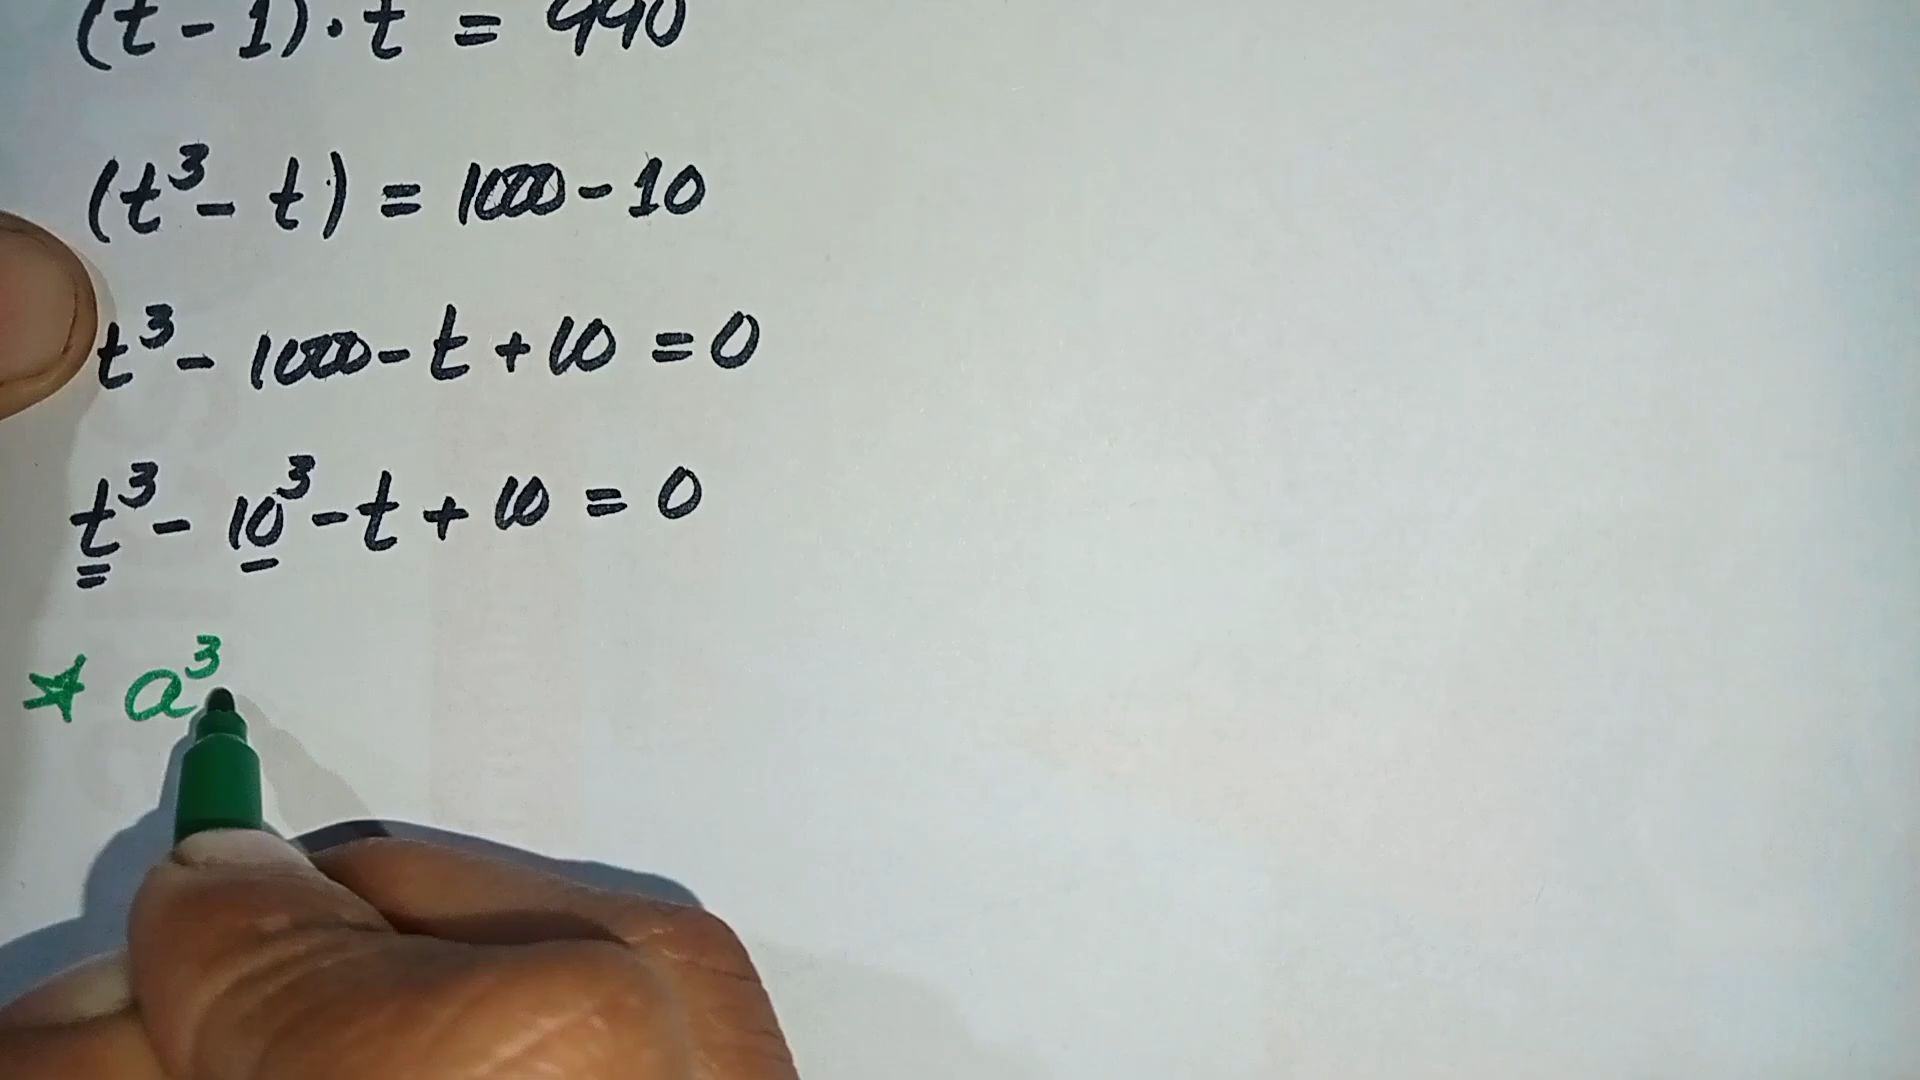 (t - 1) · t = 990
(t³ - t) = 1000 - 10
t³ - 1000 - t + 10 = 0
t³ - 10³ - t + 10 = 0
☆ a³